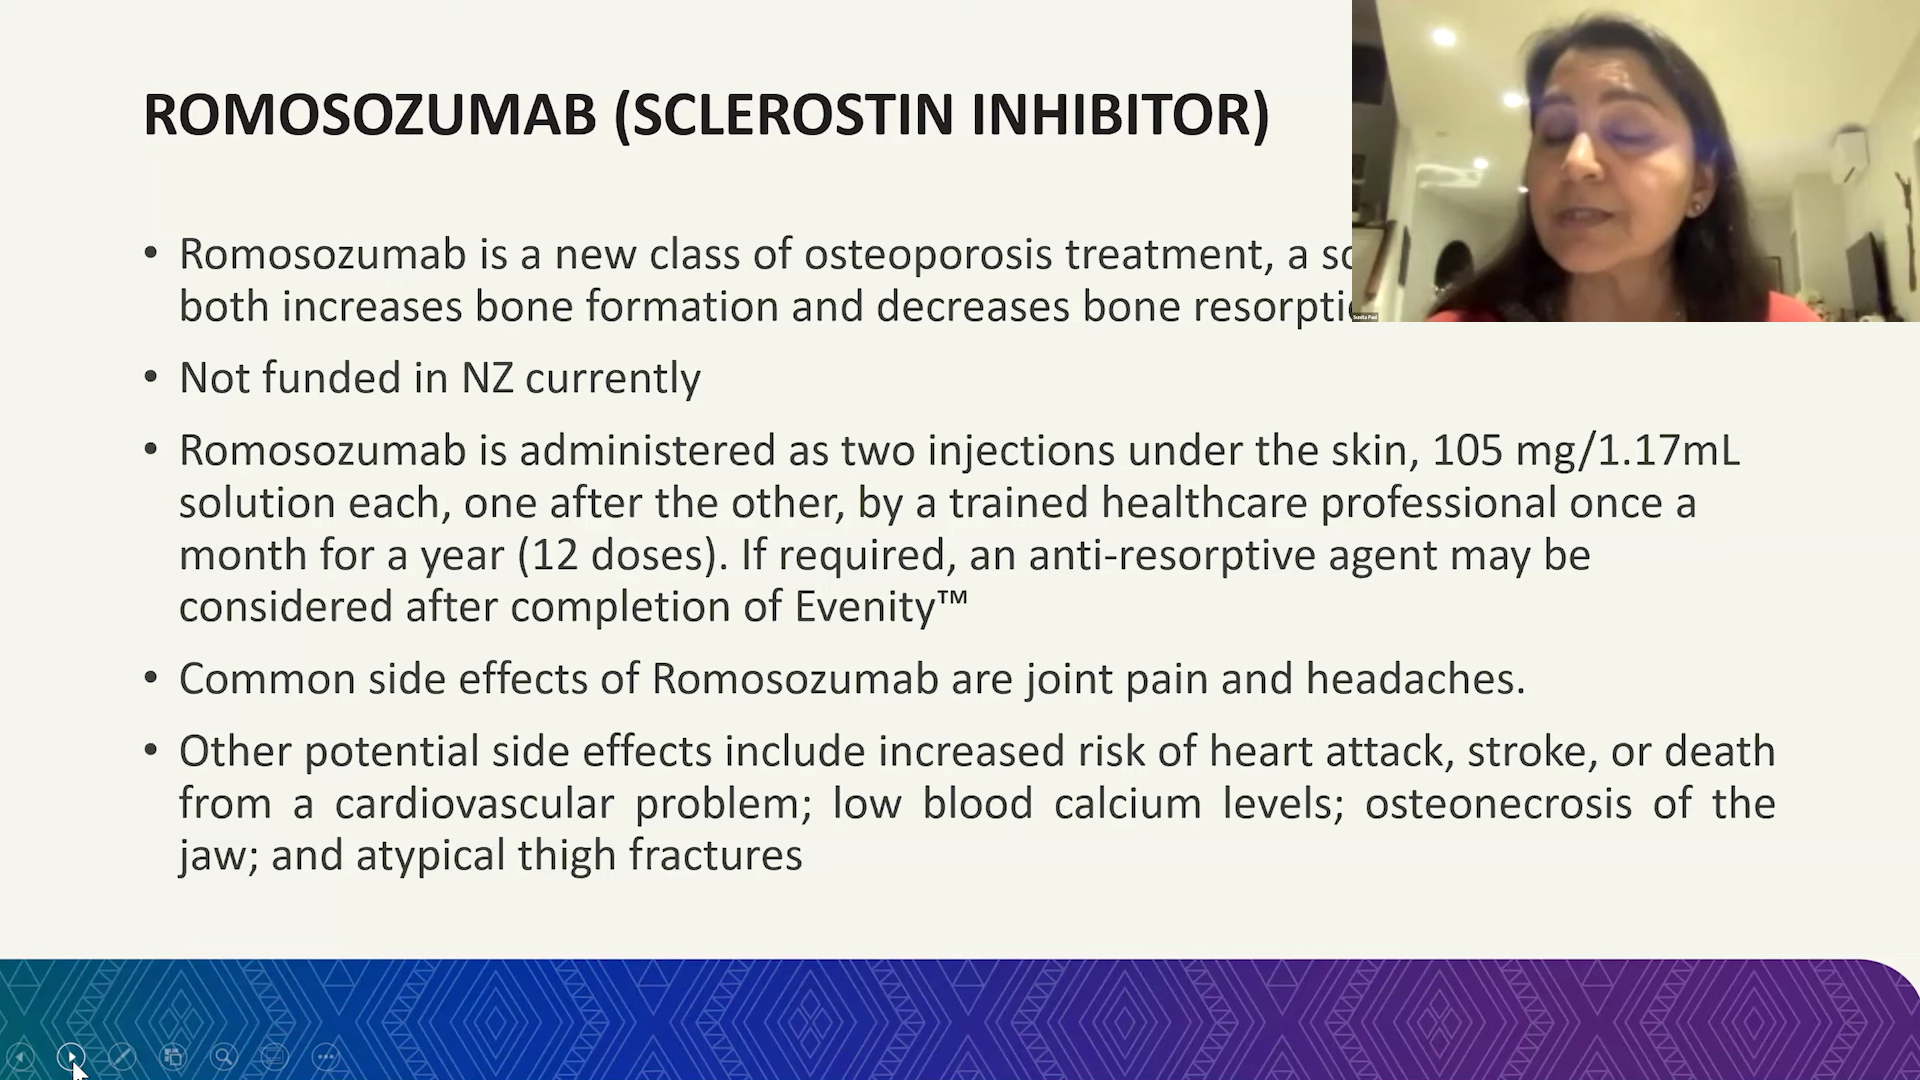 ROMOSOZUMAB (SCLEROSTIN INHIBITOR)
• Romosozumab is a new class of osteoporosis treatment, a
both increases bone formation and decreases bone
• Not funded in NZ currently
• Romosozumab is administered as two injections under the skin, 105 mg/1.17mL
solution each, one after the other, by a trained healthcare professional once a
month for a year (12 doses). If required, an anti-resorptive agent may be
considered after completion of Evenity™
• Common side effects of Romosozumab are joint pain and headaches.
• Other potential side effects include increased risk of heart attack, stroke, or death
from a cardiovascular problem; low blood calcium levels; osteonecrosis of the
jaw; and atypical thigh fractures